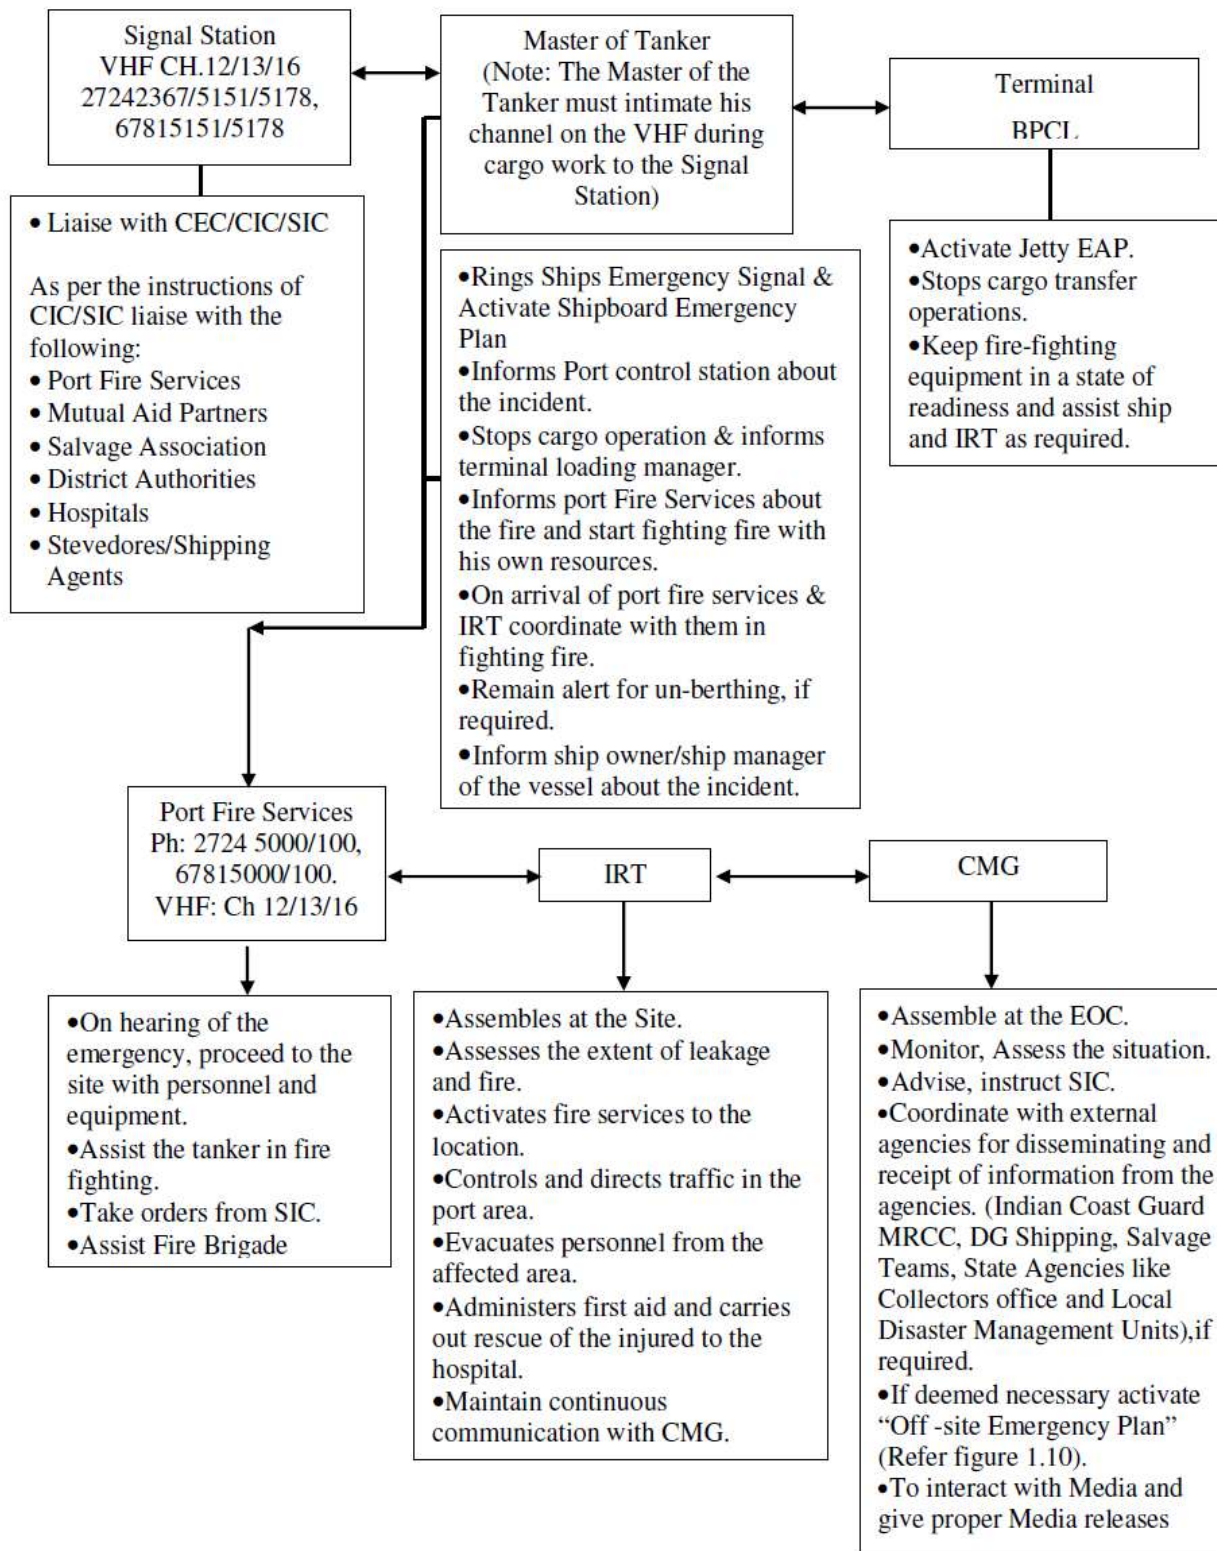 Signal Station
VHF CH.12/13/16
27242367/5151/5178,
67815151/5178
Master of Tanker
(Note: The Master of the
Tanker must intimate his
channel on the VHF during
cargo work to the Signal
Station)
Terminal
BPCL
• Liaise with CEC/CIC/SIC
As per the instructions of
CIC/SIC liaise with the
following:
• Port Fire Services
• Mutual Aid Partners
• Salvage Association
• District Authorities
• Hospitals
• Stevedores/Shipping
Agents
•Rings Ships Emergency Signal &
Activate Shipboard Emergency
Plan
•Informs Port control station about
the incident.
•Stops cargo operation & informs
terminal loading manager.
•Informs port Fire Services about
the fire and start fighting fire with
his own resources.
•On arrival of port fire services &
IRT coordinate with them in
fighting fire.
•Remain alert for un-berthing, if
required.
•Inform ship owner/ship manager
of the vessel about the incident.
•Activate Jetty EAP.
•Stops cargo transfer
operations.
•Keep fire-fighting
equipment in a state of
readiness and assist ship
and IRT as required.
Port Fire Services
Ph: 2724 5000/100,
67815000/100.
VHF: Ch 12/13/16
IRT
CMG
•On hearing of the
emergency, proceed to the
site with personnel and
equipment.
•Assist the tanker in fire
fighting.
•Take orders from SIC.
•Assist Fire Brigade
•Assembles at the Site.
•Assesses the extent of leakage
and fire.
•Activates fire services to the
location.
•Controls and directs traffic in the
port area.
•Evacuates personnel from the
affected area.
•Administers first aid and carries
out rescue of the injured to the
hospital.
•Maintain continuous
communication with CMG.
•Assemble at the EOC.
•Monitor, Assess the situation.
•Advise, instruct SIC.
•Coordinate with external
agencies for disseminating and
receipt of information from the
agencies. (Indian Coast Guard
MRCC, DG Shipping, Salvage
Teams, State Agencies like
Collectors office and Local
Disaster Management Units),if
required.
•If deemed necessary activate
“Off -site Emergency Plan”
(Refer figure 1.10).
•To interact with Media and
give proper Media releases